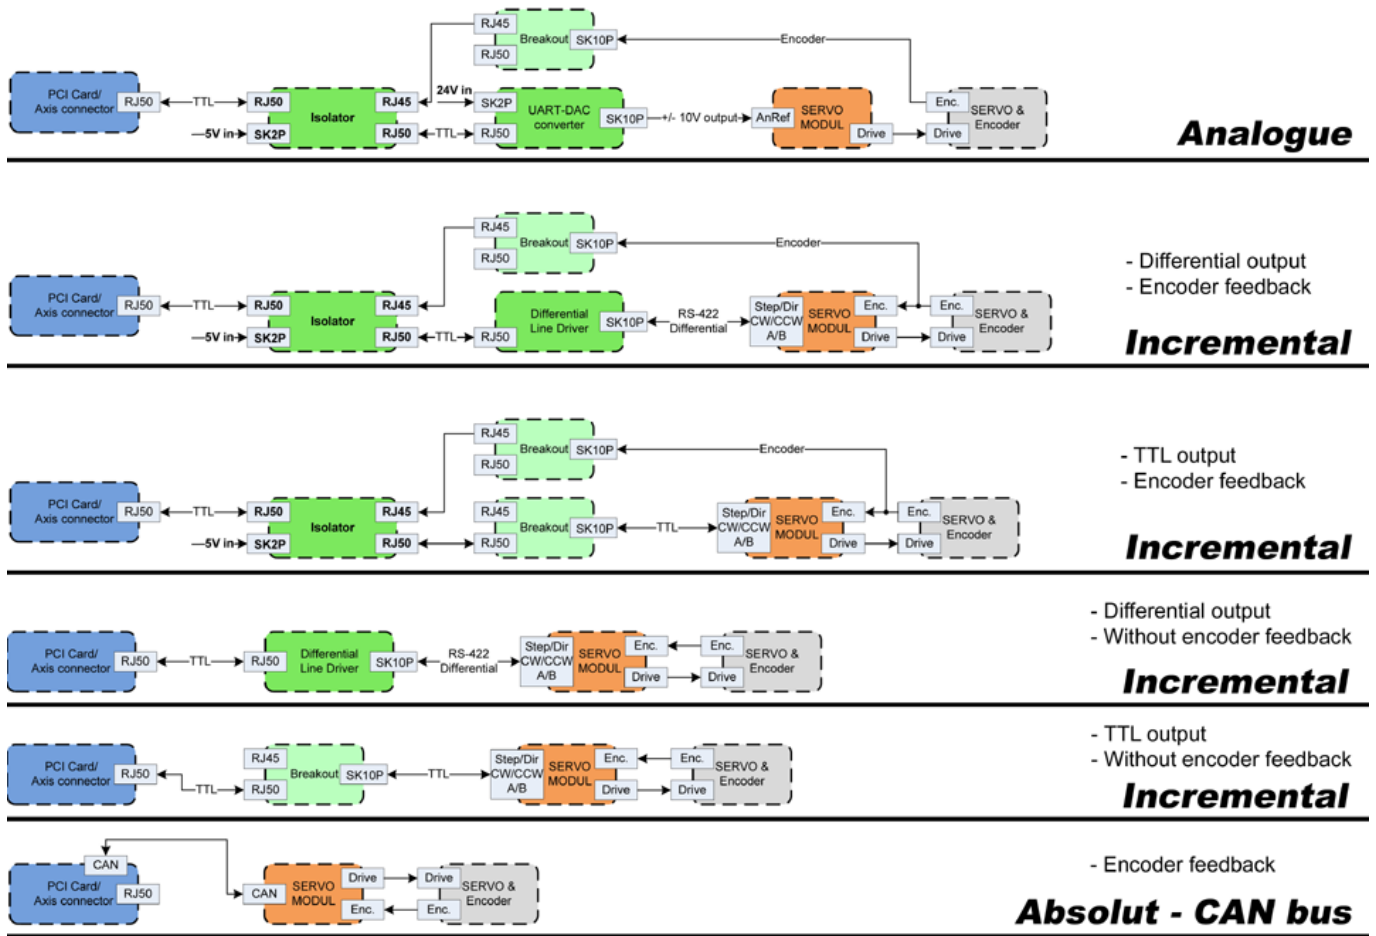 RJ45
Breakout
SK10P
Encoder
RJ50
PCI Card/
Axis connector
RJ50
TTL
RJ50
RJ45
Isolator
5V in
SK2P
RJ50
TTL
24V in
SK2P
RJ50
UART-DAC
converter
SK10P
+/- 10V output
AnRef
SERVO
MODUL
Drive
Enc.
SERVO &
Encoder
Drive
Analogue
RJ45
Breakout
SK10P
Encoder
RJ50
PCI Card/
Axis connector
RJ50
TTL
RJ50
RJ45
Isolator
5V in
SK2P
RJ50
TTL
RJ50
Differential
Line Driver
SK10P
RS-422
Differential
Step/Dir
CW/CCW
A/B
SERVO
MODUL
Enc.
Drive
Enc.
SERVO &
Encoder
Drive
- Differential output
- Encoder feedback
Incremental
RJ45
Breakout
SK10P
Encoder
RJ50
PCI Card/
Axis connector
RJ50
TTL
RJ50
RJ45
Isolator
5V in
SK2P
RJ50
RJ45
RJ50
Breakout
SK10P
TTL
Step/Dir
CW/CCW
A/B
SERVO
MODUL
Enc.
Drive
Enc.
SERVO &
Encoder
Drive
- TTL output
- Encoder feedback
Incremental
PCI Card/
Axis connector
RJ50
TTL
RJ50
Differential
Line Driver
SK10P
RS-422
Differential
Step/Dir
CW/CCW
A/B
SERVO
MODUL
Enc.
Drive
Enc.
SERVO &
Encoder
Drive
- Differential output
- Without encoder feedback
Incremental
PCI Card/
Axis connector
RJ50
TTL
RJ45
RJ50
Breakout
SK10P
TTL
Step/Dir
CW/CCW
A/B
SERVO
MODUL
Enc.
Drive
Enc.
SERVO &
Encoder
Drive
- TTL output
- Without encoder feedback
Incremental
CAN
PCI Card/
Axis connector
RJ50
CAN
SERVO
MODUL
Drive
Enc.
Drive
Enc.
SERVO &
Encoder
- Encoder feedback
Absolut - CAN bus